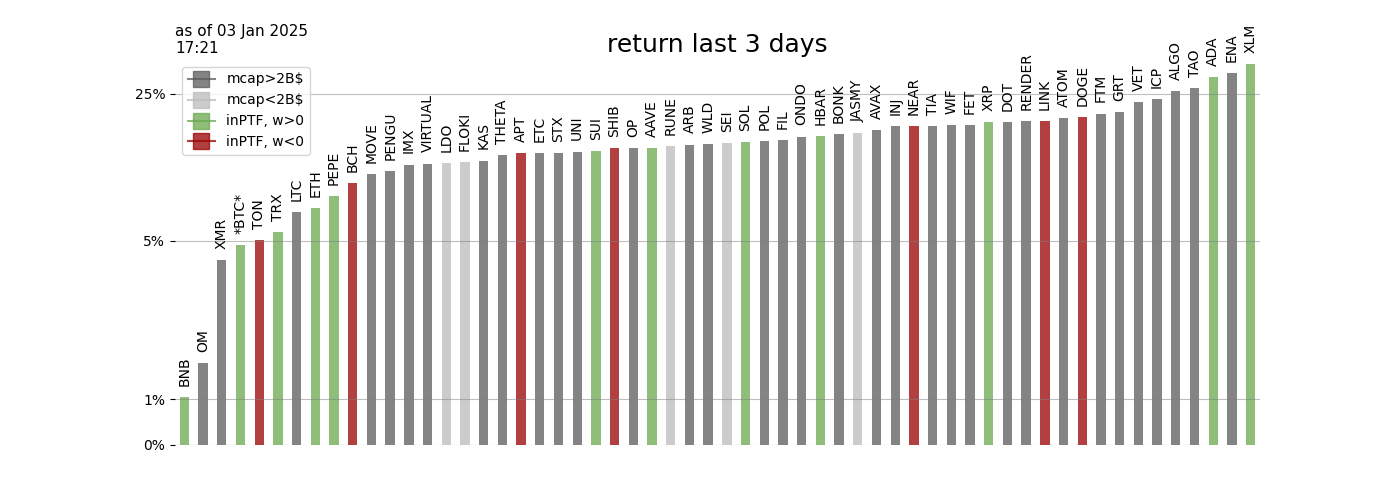 as of 03 Jan 2025
17:21
return last 3 days
mcap>2B$
mcap<2B$
inPTF, w>0
inPTF, w<0
25%
5%
1%
0%
BNB
OM
XMR
*BTC*
TON
TRX
LTC
ETH
PEPE
BCH
MOVE
PENGU
IMX
VIRTUAL
LDO
FLOKI
KAS
THETA
APT
ETC
STX
UNI
SUI
SHIB
OP
AAVE
RUNE
ARB
WLD
SEI
SOL
POL
FIL
ONDO
HBAR
BONK
JASMY
AVAX
INJ
NEAR
TIA
WIF
FET
XRP
DOT
RENDER
LINK
ATOM
DOGE
FTM
GRT
VET
ICP
ALGO
TAO
ADA
ENA
XLM